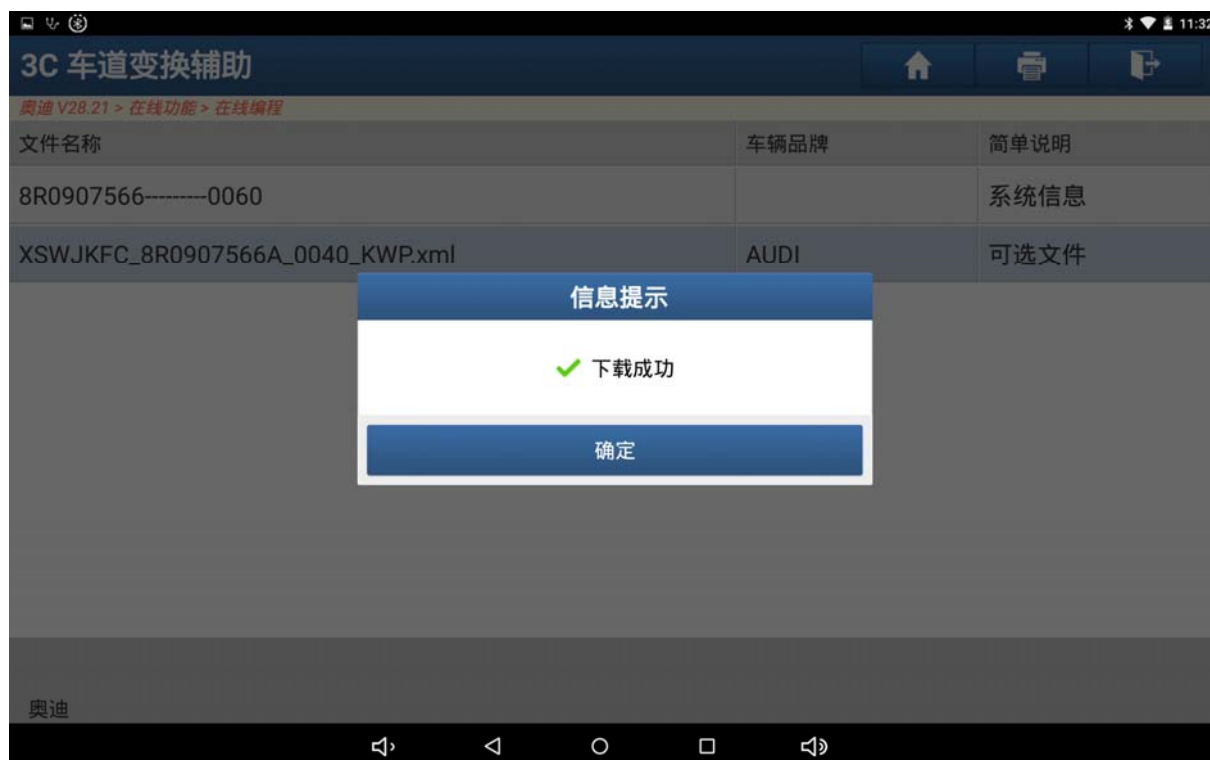 11:32
3C 车道变换辅助
奥迪 V28.21 > 在线功能 > 在线编程
文件名称 车辆品牌 简单说明
8R0907566---------0060 系统信息
XSWJKFC_8R0907566A_0040_KWP.xml AUDI 可选文件
信息提示
下载成功
确定
奥迪